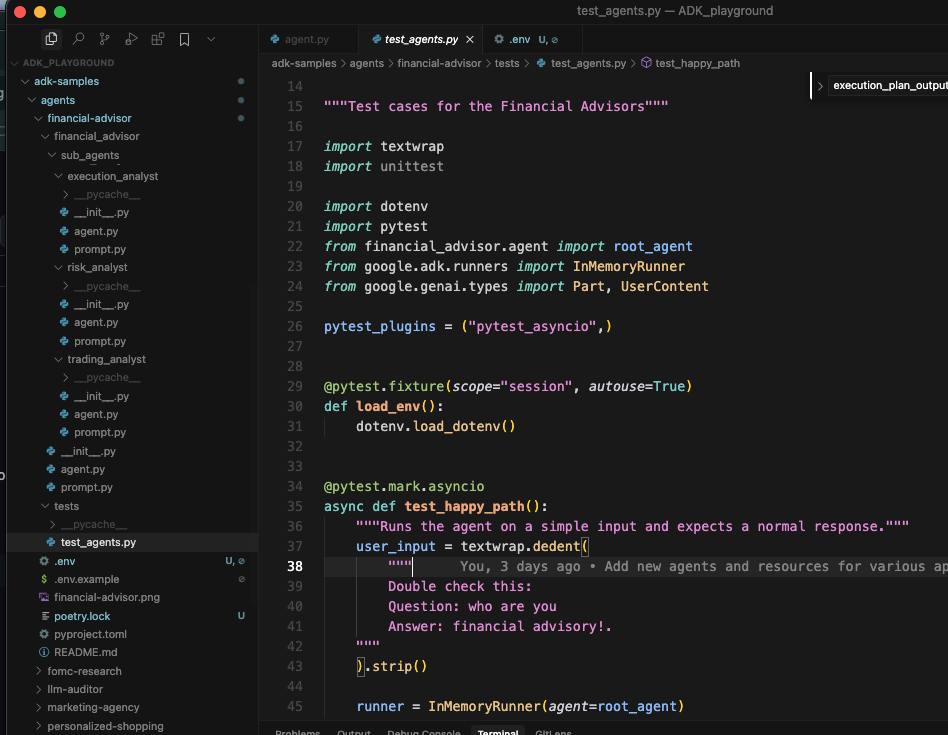 test_agents.py — ADK_playground
agent.py
test_agents.py
.env U,
adk-samples > agents > financial-advisor > tests > test_agents.py > test_happy_path
execution_plan_output
ADK_PLAYGROUND
adk-samples
agents
financial-advisor
financial_advisor
sub_agents
execution_analyst
__pycache__
__init__.py
agent.py
prompt.py
risk_analyst
__pycache__
__init__.py
agent.py
prompt.py
trading_analyst
__pycache__
__init__.py
agent.py
prompt.py
__init__.py
agent.py
prompt.py
tests
__pycache__
test_agents.py
.env U,
.env.example
financial-advisor.png
poetry.lock U
pyproject.toml
README.md
fomc-research
llm-auditor
marketing-agency
personalized-shopping
14
15 """Test cases for the Financial Advisors"""
16
17 import textwrap
18 import unittest
19
20 import dotenv
21 import pytest
22 from financial_advisor.agent import root_agent
23 from google.adk.runners import InMemoryRunner
24 from google.genai.types import Part, UserContent
25
26 pytest_plugins = ("pytest_asyncio",)
27
28
29 @pytest.fixture(scope="session", autouse=True)
30 def load_env():
31 dotenv.load_dotenv()
32
33
34 @pytest.mark.asyncio
35 async def test_happy_path():
36 """Runs the agent on a simple input and expects a normal response."""
37 user_input = textwrap.dedent(
38 """ You, 3 days ago • Add new agents and resources for various ap
39 Double check this:
40 Question: who are you
41 Answer: financial advisory!.
42 """
43 ).strip()
44
45 runner = InMemoryRunner(agent=root_agent)
Problems Output Debug Console Terminal GitLens